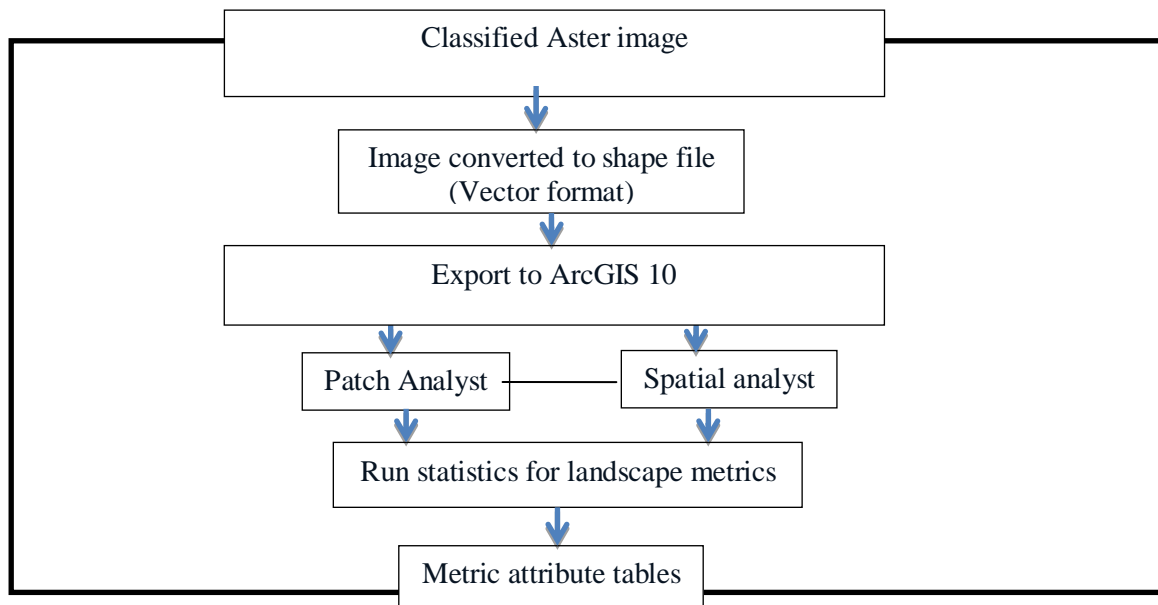 Classified Aster image
Image converted to shape file
(Vector format)
Export to ArcGIS 10
Patch Analyst
Spatial analyst
Run statistics for landscape metrics
Metric attribute tables